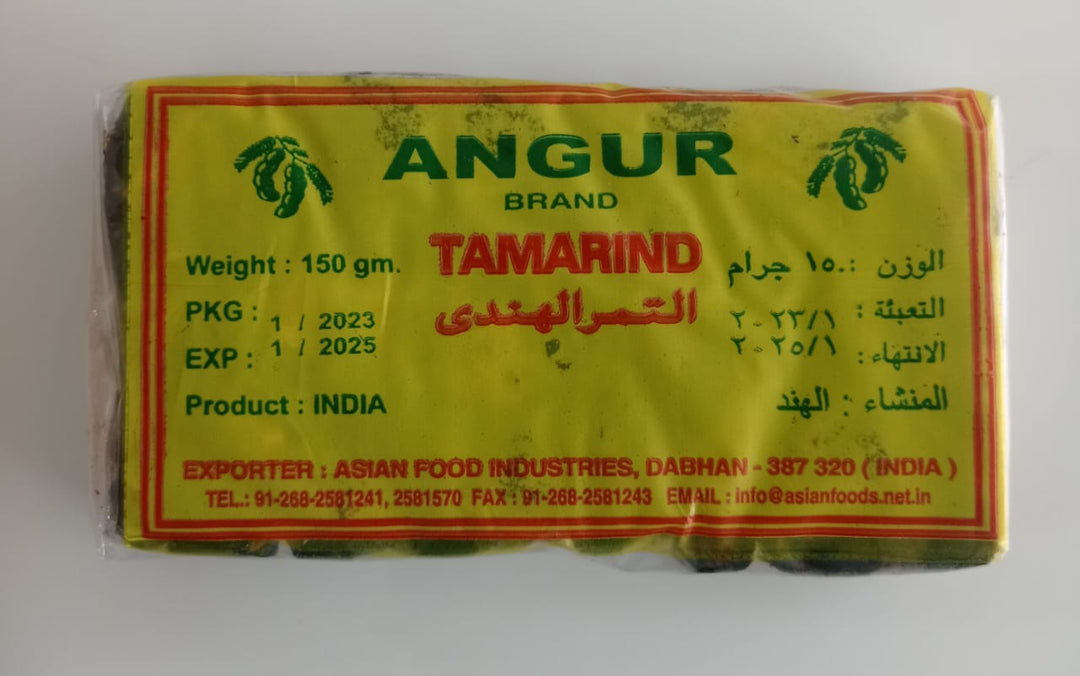 ANGUR
BRAND
TAMARIND
التمر الهندى
Weight : 150 gm.
PKG : 1 / 2023
EXP : 1 / 2025
Product : INDIA
الوزن : ١٥٠ جرام
التعبئة : ٢٠٢٣/١
الانتهاء : ٢٠٢٥/١
المنشاء : الهند
EXPORTER : ASIAN FOOD INDUSTRIES, DABHAN - 387 320 ( INDIA )
TEL.: 91-268-2581241, 2581570 FAX : 91-268-2581243 EMAIL : info@asianfoods.net.in